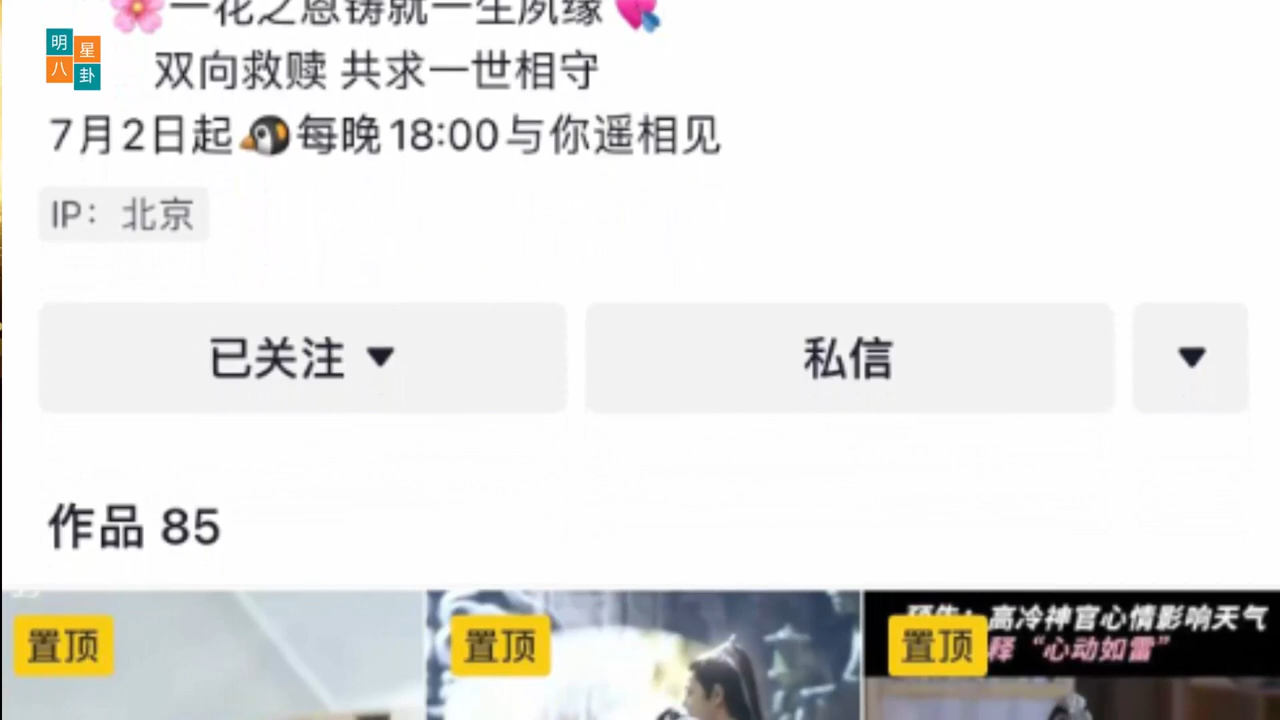 一花之恩铸就一生夙缘
明星八卦
双向救赎 共求一世相守
7月2日起🐧每晚18:00与你遥相见
IP： 北京
已关注
私信
作品 85
置顶
置顶
置顶
预告：高冷神官心情影响天气
释“心动如雷”